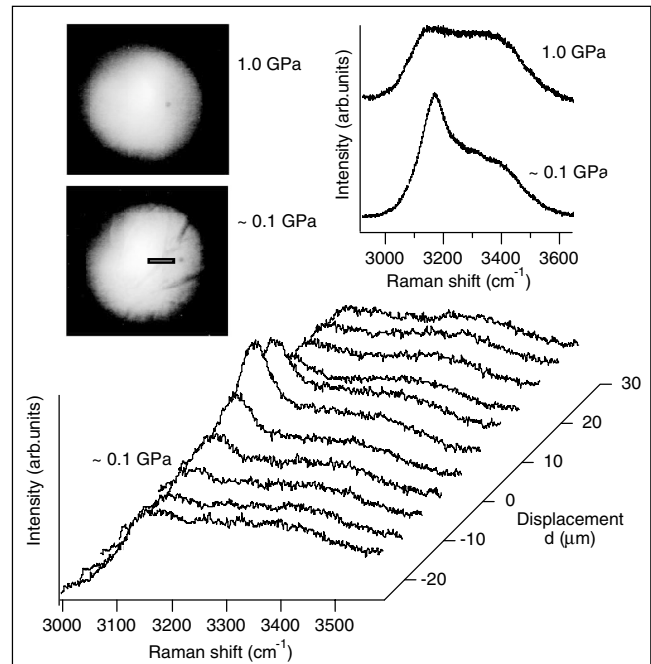 1.0 GPa
~ 0.1 GPa
Intensity (arb.units)
1.0 GPa
~ 0.1 GPa
3000 3200 3400 3600
Raman shift (cm-1)
Intensity (arb.units)
~ 0.1 GPa
3000 3100 3200 3300 3400 3500
Raman shift (cm-1)
30
20
10
0
-10
-20
Displacement
d (μm)